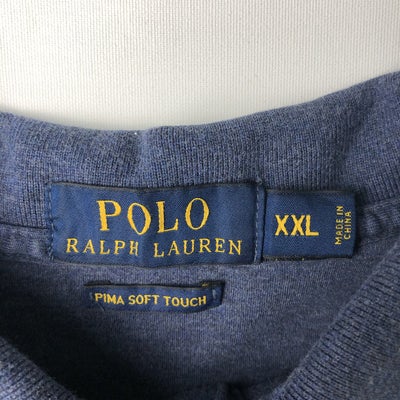 POLO
RALPH LAUREN
XXL
MADE IN
CHINA
PIMA SOFT TOUCH